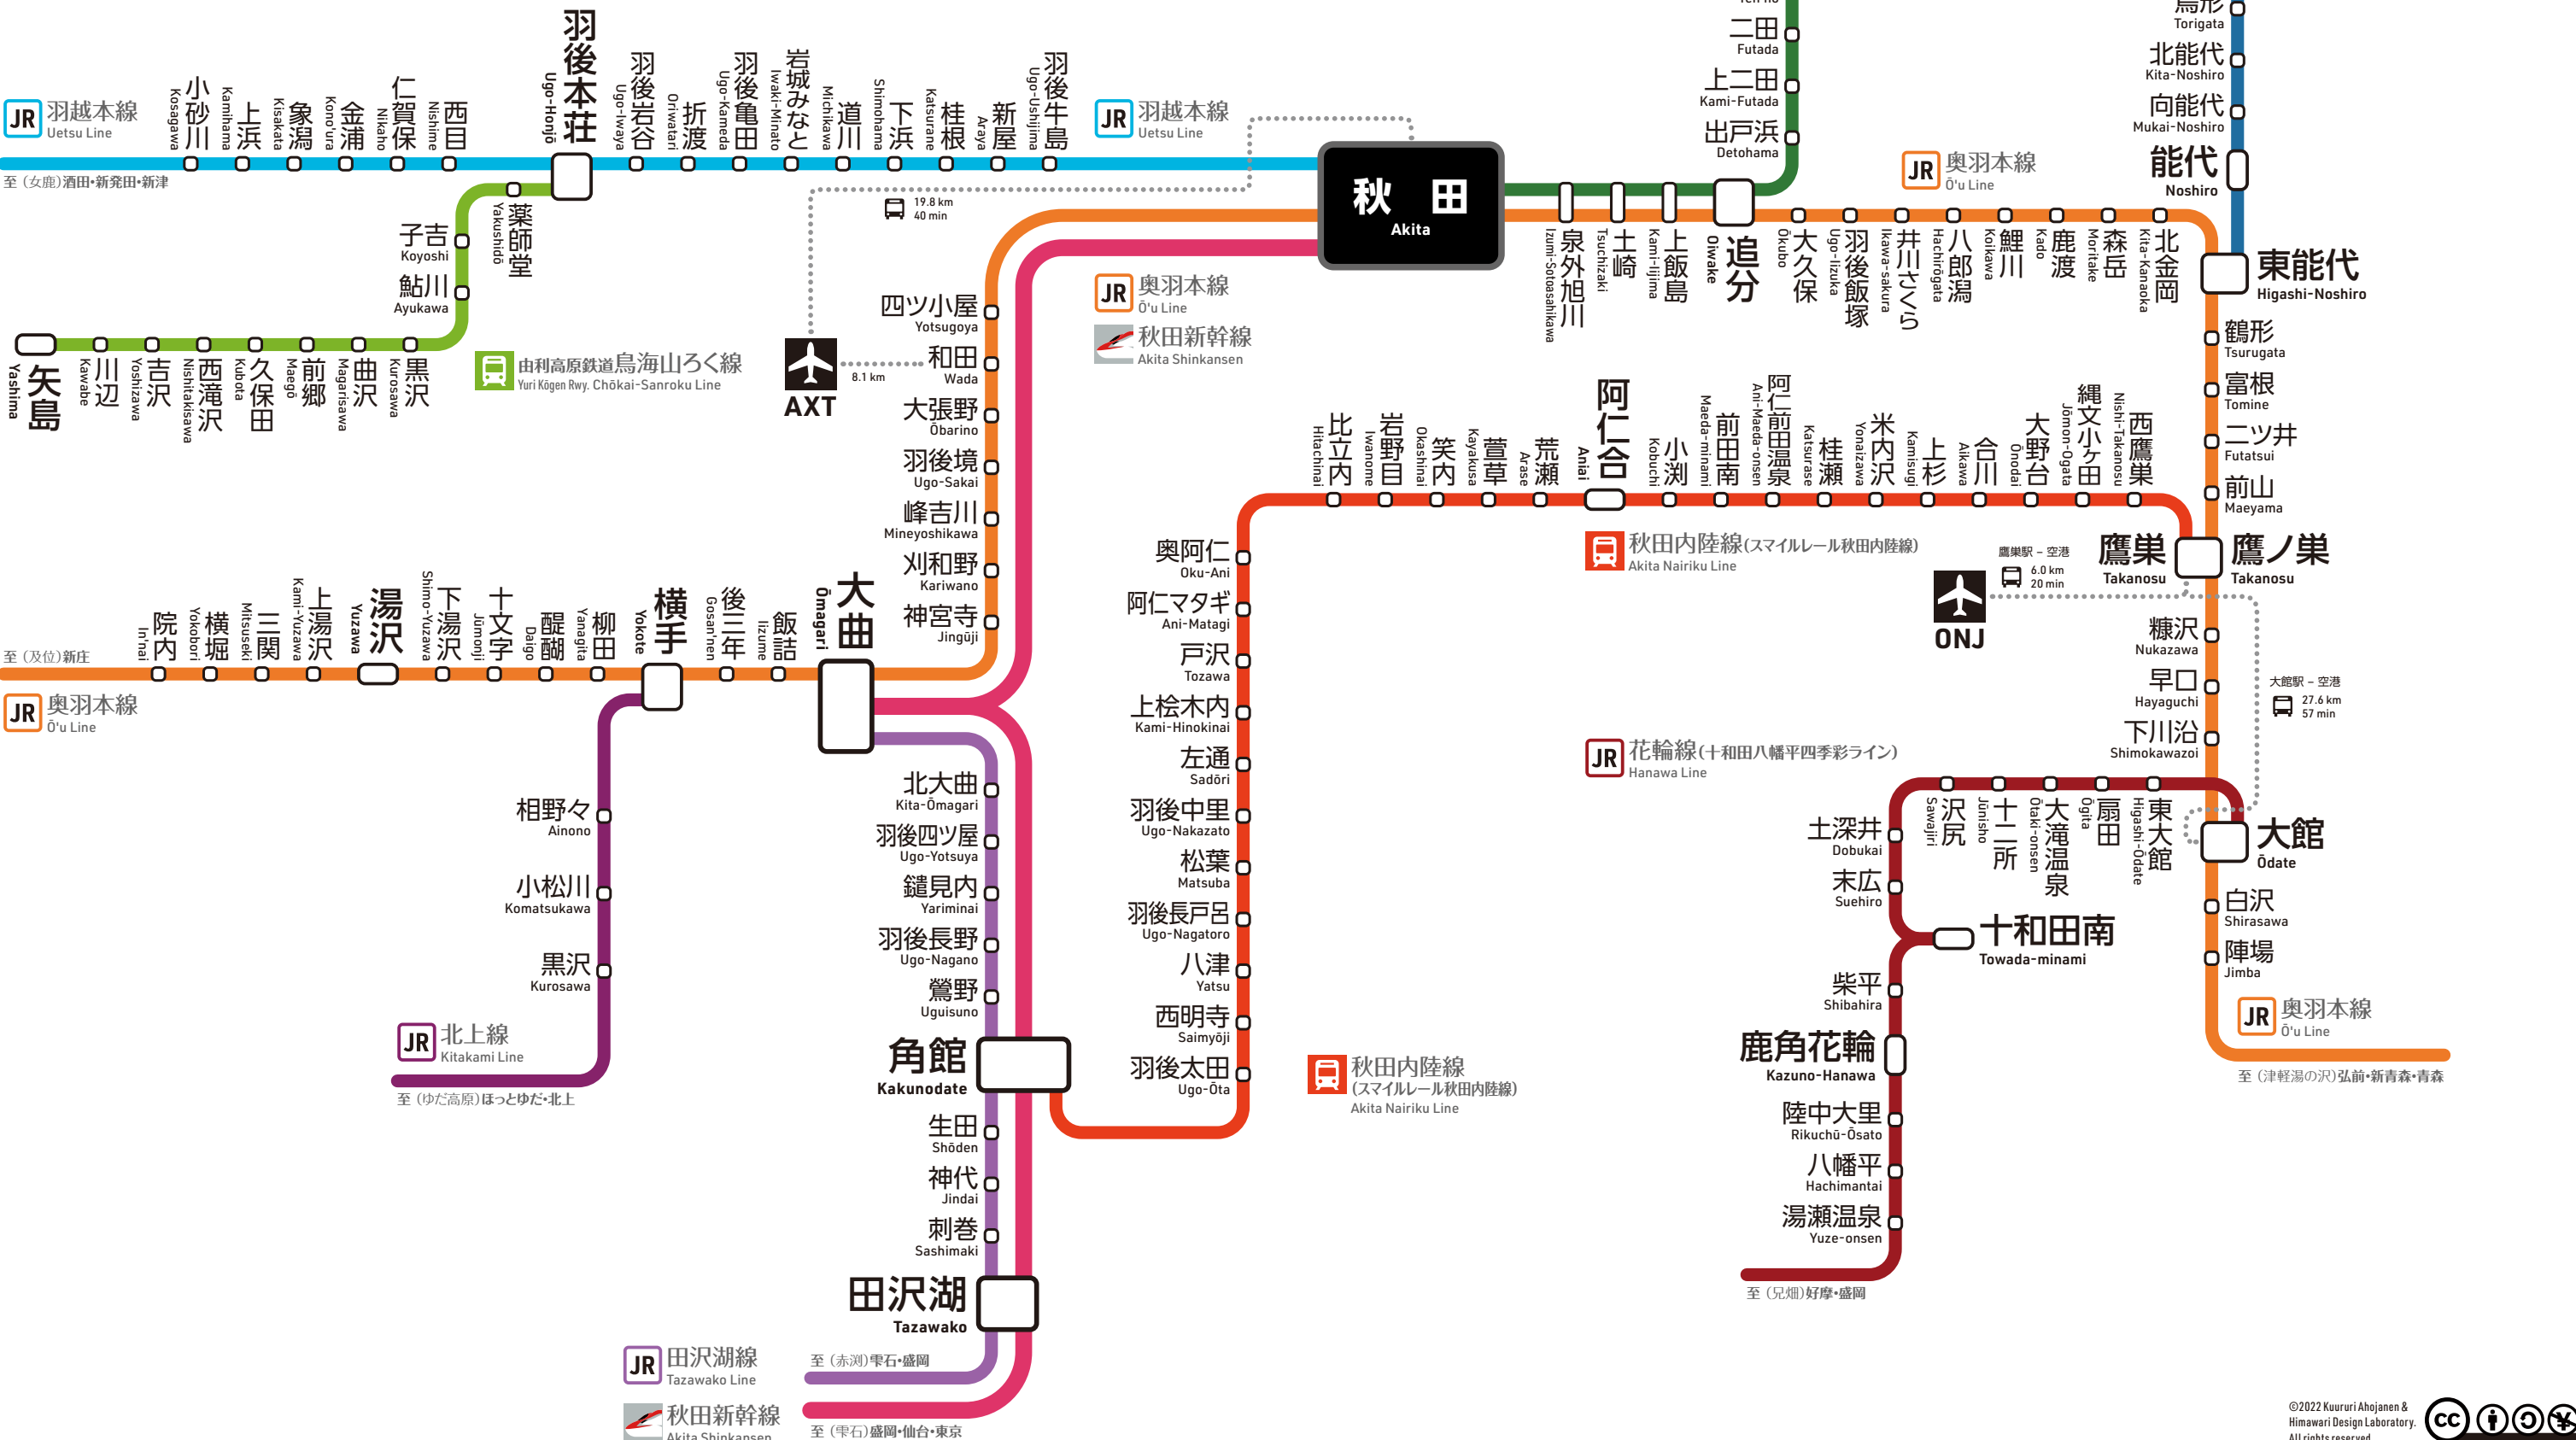 JR 羽越本線
Uetsu Line
至 (女鹿)酒田•新発田•新津
小砂川
Kosagawa
上浜
Kamihama
象潟
Kisakata
金浦
Kono'ura
仁賀保
Nikaho
西目
Nishime
羽後本荘
Ugo-Honjō
羽後岩谷
Ugo-Iwaya
折渡
Oriwatari
羽後亀田
Ugo-Kameda
岩城みなと
Iwaki-Minato
道川
Michikawa
下浜
Shimohama
桂根
Katsurane
新屋
Araya
羽後牛島
Ugo-Ushijima
JR 羽越本線
Uetsu Line
秋 田
Akita
19.8 km
40 min
薬師堂
Yakushidō
子吉
Koyoshi
鮎川
Ayukawa
黒沢
Kurosawa
曲沢
Magarisawa
前郷
Maegō
久保田
Kubota
西滝沢
Nishitakisawa
吉沢
Yoshizawa
川辺
Kawabe
矢島
Yashima
由利高原鉄道鳥海山ろく線
Yuri Kōgen Rwy. Chōkai-Sanroku Line
AXT
8.1 km
JR 奥羽本線
Ō'u Line
秋田新幹線
Akita Shinkansen
四ツ小屋
Yotsugoya
和田
Wada
大張野
Ōbarino
羽後境
Ugo-Sakai
峰吉川
Mineyoshikawa
刈和野
Kariwano
神宮寺
Jingūji
大曲
Ōmagari
飯詰
Iizume
後三年
Gosan'nen
横手
Yokote
柳田
Yanagita
醍醐
Daigo
十文字
Jūmonji
下湯沢
Shimo-Yuzawa
湯沢
Yuzawa
上湯沢
Kami-Yuzawa
三関
Mitsuseki
横堀
Yokobori
院内
In'nai
至 (及位)新庄
JR 奥羽本線
Ō'u Line
相野々
Ainono
小松川
Komatsukawa
黒沢
Kurosawa
JR 北上線
Kitakami Line
至 (ゆだ高原)ほっとゆだ•北上
北大曲
Kita-Ōmagari
羽後四ツ屋
Ugo-Yotsuya
鑓見内
Yariminai
羽後長野
Ugo-Nagano
鶯野
Uguisuno
角館
Kakunodate
生田
Shōden
神代
Jindai
刺巻
Sashimaki
田沢湖
Tazawako
JR 田沢湖線
Tazawako Line
至 (赤渕)雫石•盛岡
秋田新幹線
Akita Shinkansen
至 (雫石)盛岡•仙台•東京
二田
Futada
上二田
Kami-Futada
出戸浜
Detohama
泉外旭川
Izumi-Sotoasahikawa
土崎
Tsuchizaki
上飯島
Kami-Iijima
追分
Oiwake
JR 奥羽本線
Ō'u Line
大久保
Ōkubo
羽後飯塚
Ugo-Iizuka
井川さくら
Ikawa-sakura
八郎潟
Hachirōgata
鯉川
Koikawa
鹿渡
Kado
森岳
Moritake
北金岡
Kita-Kanaoka
鳥形
Torigata
北能代
Kita-Noshiro
向能代
Mukai-Noshiro
能代
Noshiro
東能代
Higashi-Noshiro
鶴形
Tsurugata
富根
Tomine
二ツ井
Futatsui
前山
Maeyama
鷹巣
Takanosu
鷹ノ巣
Takanosu
糠沢
Nukazawa
早口
Hayaguchi
下川沿
Shimokawazoi
大館
Ōdate
白沢
Shirasawa
陣場
Jimba
JR 奥羽本線
Ō'u Line
至 (津軽湯の沢)弘前•新青森•青森
鷹巣駅 – 空港
6.0 km
20 min
ONJ
大館駅 – 空港
27.6 km
57 min
西鷹巣
Nishi-Takanosu
縄文小ヶ田
Jōmon-Ogata
大野台
Ōnodai
合川
Aikawa
上杉
Kamisugi
米内沢
Yonaizawa
桂瀬
Katsurase
阿仁前田温泉
Ani-Maeda-onsen
前田南
Maeda-minami
小渕
Kobuchi
阿仁合
Aniai
荒瀬
Arase
萱草
Kayakusa
笑内
Okashinai
岩野目
Iwanome
比立内
Hitachinai
秋田内陸線(スマイルレール秋田内陸線)
Akita Nairiku Line
奥阿仁
Oku-Ani
阿仁マタギ
Ani-Matagi
戸沢
Tozawa
上桧木内
Kami-Hinokinai
左通
Sadōri
羽後中里
Ugo-Nakazato
松葉
Matsuba
羽後長戸呂
Ugo-Nagatoro
八津
Yatsu
西明寺
Saimyōji
羽後太田
Ugo-Ōta
秋田内陸線
(スマイルレール秋田内陸線)
Akita Nairiku Line
JR 花輪線(十和田八幡平四季彩ライン)
Hanawa Line
東大館
Higashi-Ōdate
扇田
Ōgita
大滝温泉
Ōtaki-onsen
十二所
Jūnisho
沢尻
Sawajiri
土深井
Dobukai
末広
Suehiro
十和田南
Towada-minami
柴平
Shibahira
鹿角花輪
Kazuno-Hanawa
陸中大里
Rikuchū-Ōsato
八幡平
Hachimantai
湯瀬温泉
Yuze-onsen
至 (兄畑)好摩•盛岡
©2022 Kuururi Ahojanen &
Himawari Design Laboratory.
All rights reserved
cc